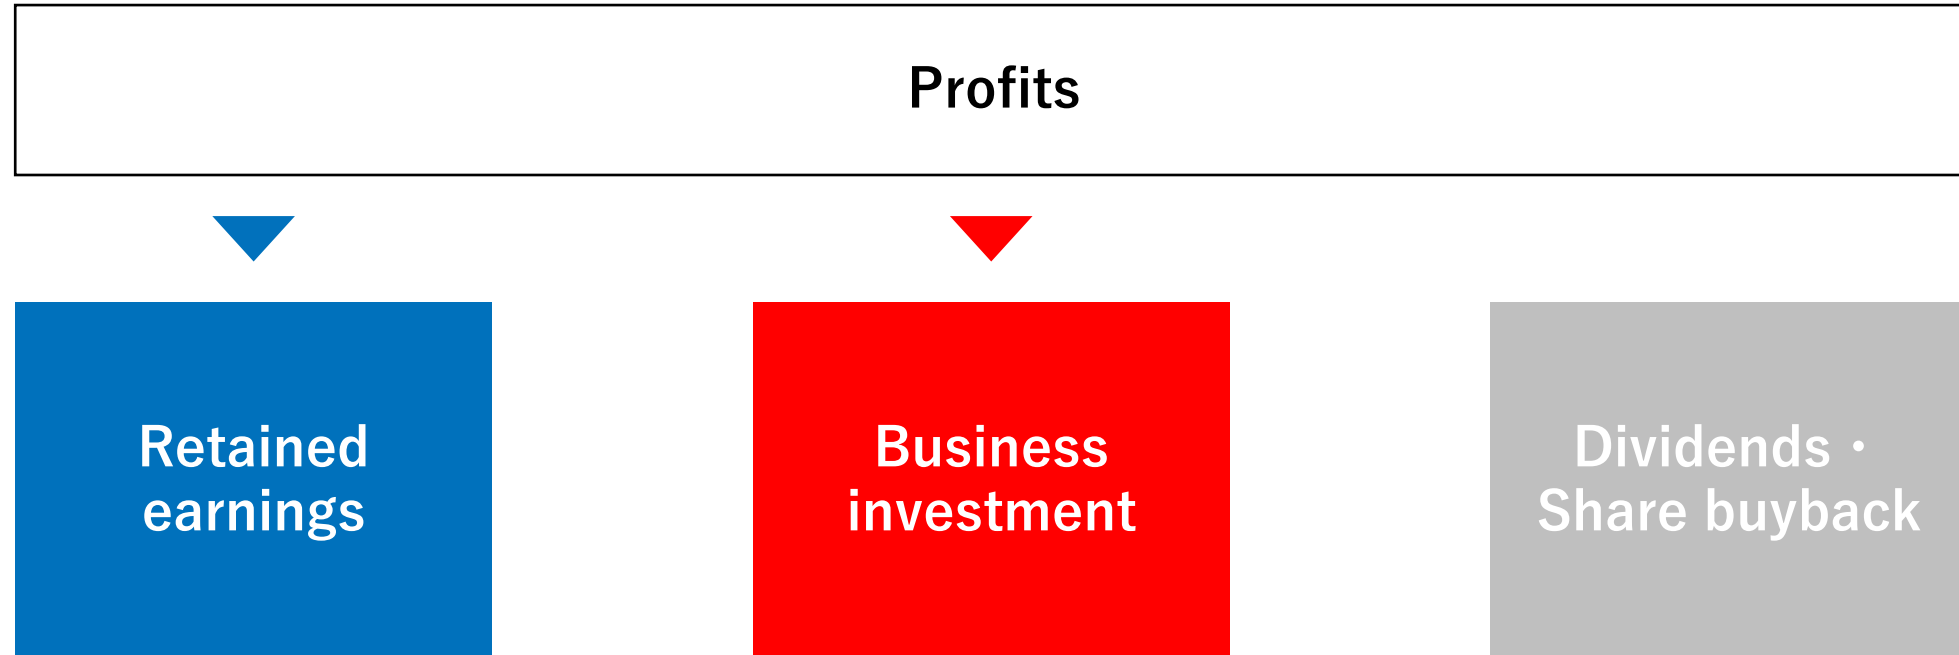 Profits
Retained
earnings
Business
investment
Dividends・
Share buyback